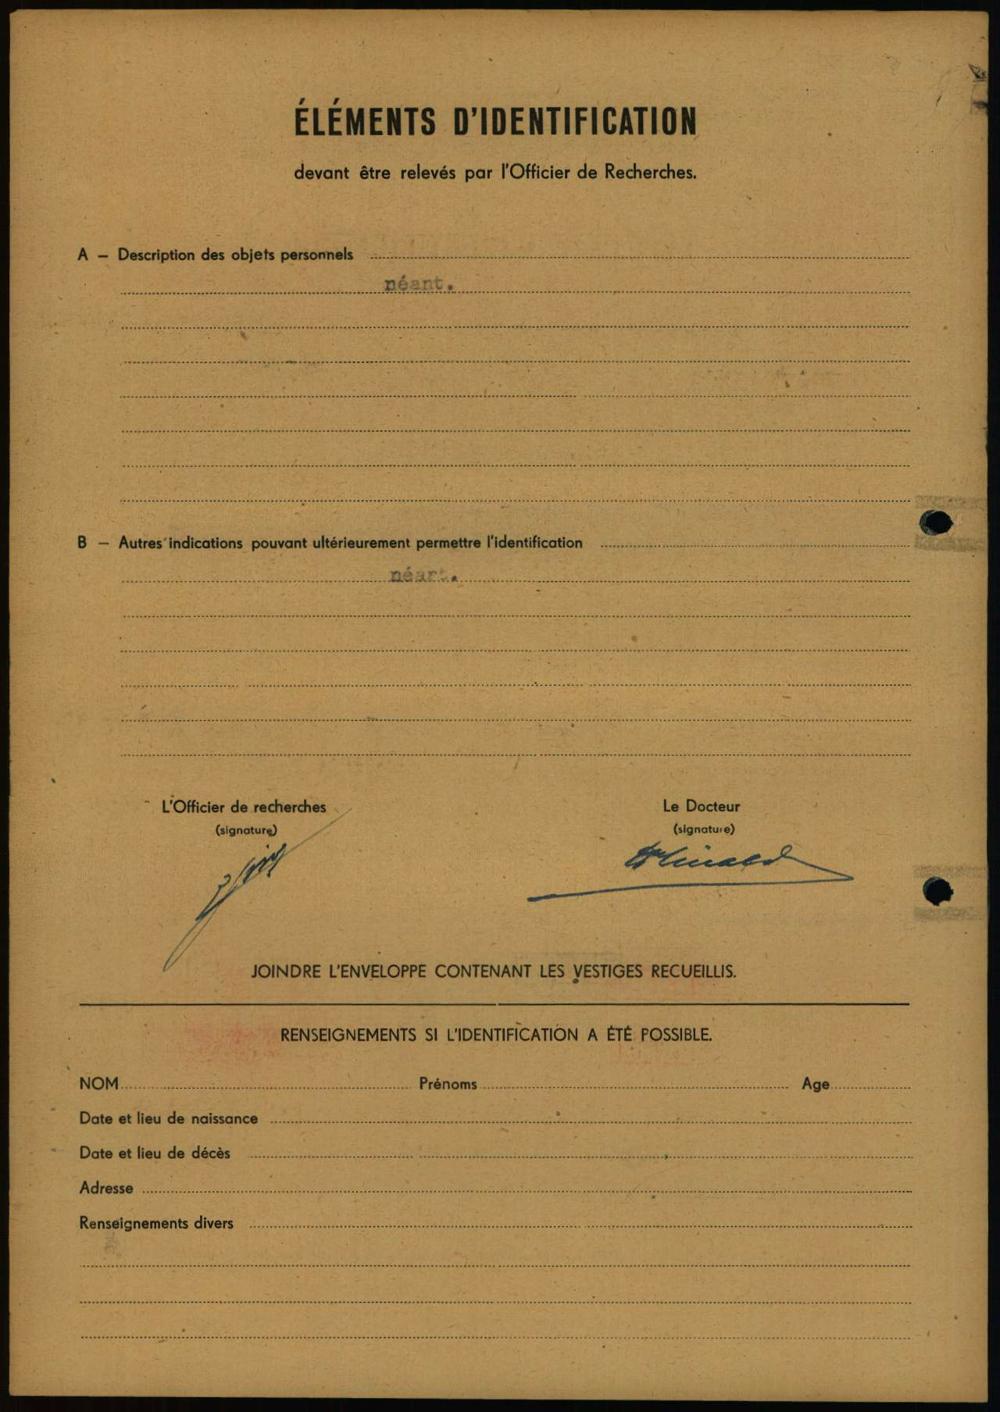 ÉLÉMENTS D'IDENTIFICATION
devant être relevés par l'Officier de Recherches.
A – Description des objets personnels
néant.
B – Autres indications pouvant ultérieurement permettre l'identification
néant.
L'Officier de recherches
(signature)
Le Docteur
(signature)
JOINDRE L'ENVELOPPE CONTENANT LES VESTIGES RECUEILLIS.
RENSEIGNEMENTS SI L'IDENTIFICATION A ÉTÉ POSSIBLE.
NOM Prénoms Age
Date et lieu de naissance
Date et lieu de décès
Adresse
Renseignements divers